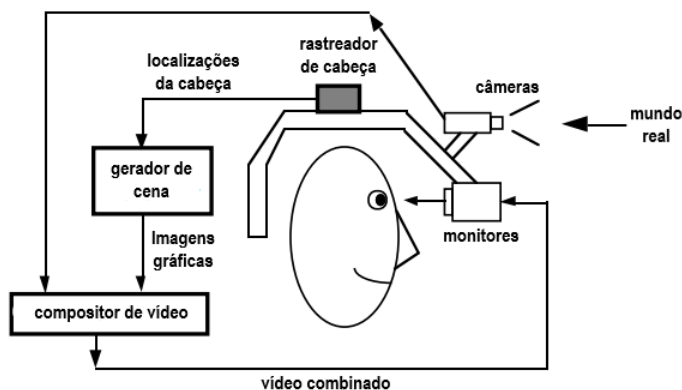 rastreador
de cabeça
localizações
da cabeça
câmeras
mundo
real
gerador de
cena
monitores
Imagens
gráficas
compositor de vídeo
vídeo combinado